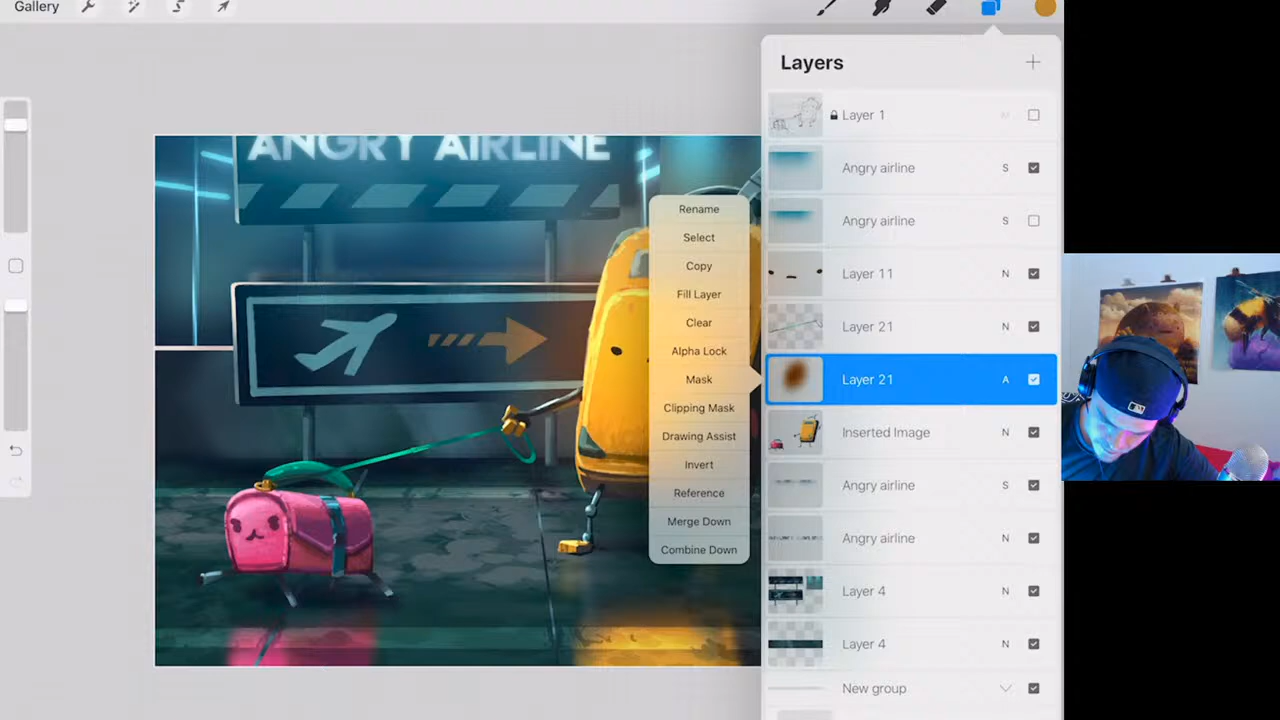 Gallery
Layers
Layer 1 M
Angry airline S
Angry airline S
Layer 11 N
Layer 21 N
Layer 21 A
Inserted Image N
Angry airline S
Angry airline N
Layer 4 N
Layer 4 N
New group
Rename
Select
Copy
Fill Layer
Clear
Alpha Lock
Mask
Clipping Mask
Drawing Assist
Invert
Reference
Merge Down
Combine Down
ANGRY AIRLINE